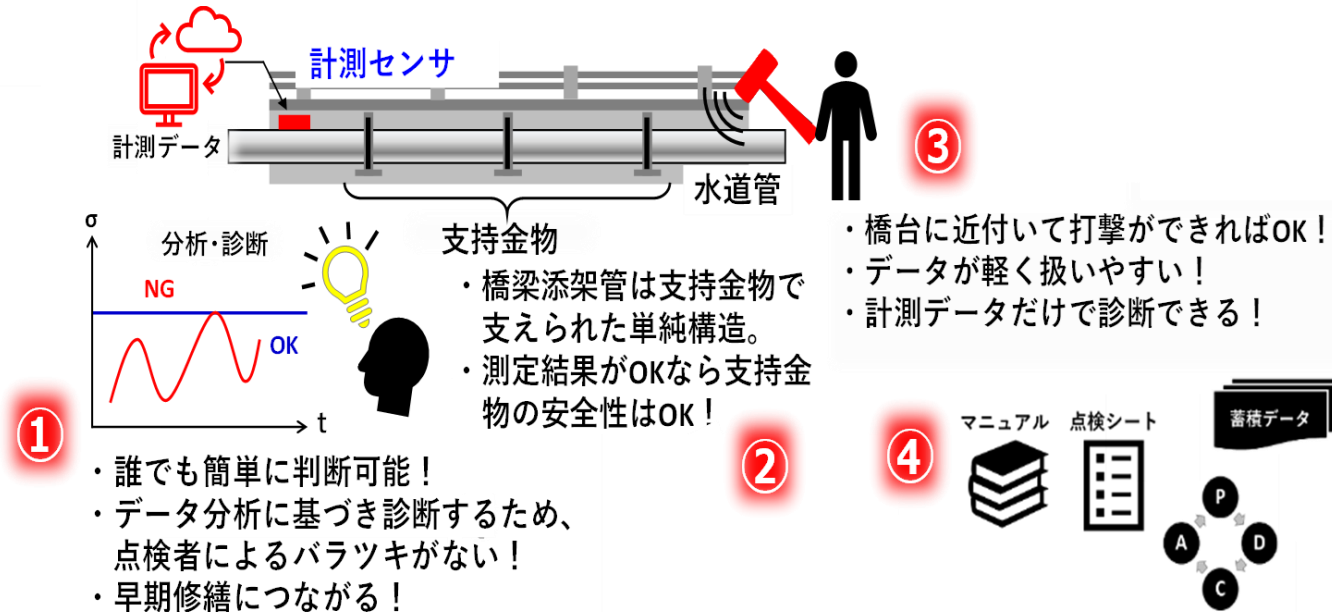 計測センサ
計測データ
水道管
③
・橋台に近付いて打撃ができればOK!
・データが軽く扱いやすい!
・計測データだけで診断できる!
支持金物
・橋梁添架管は支持金物で
支えられた単純構造。
・測定結果がOKなら支持金
物の安全性はOK!
②
σ
分析・診断
NG
OK
t
①
・誰でも簡単に判断可能!
・データ分析に基づき診断するため、
点検者によるバラツキがない!
・早期修繕につながる!
④
マニュアル
点検シート
蓄積データ
P
A
D
C